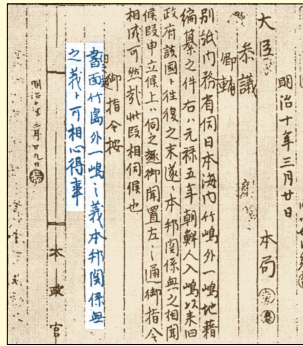 明治十年三月廿日
大臣
本局
参議
卿輔
別紙内務省伺日本海内竹嶋外一嶋地籍
編纂之件右ハ元禄五年朝鮮人入嶋以来旧
政府該國ト往復之末遂ニ本邦関係無之相聞
候段申立候上ハ伺之趣御聞置左之通御指令
相成可然哉此段相伺候也
御指令按
書面竹島外一嶋之義本邦関係無
之義ト可相心得事
明治十年三月廿九日
太政官